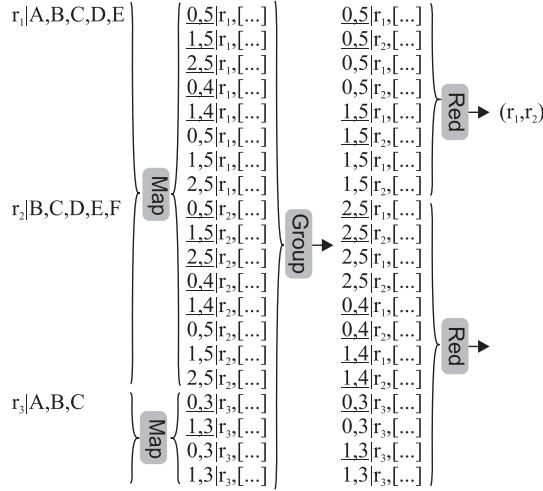 r₁|A,B,C,D,E
r₂|B,C,D,E,F
r₃|A,B,C
Map
Map
0,5|r₁,[...]
1,5|r₁,[...]
2,5|r₁,[...]
0,4|r₁,[...]
1,4|r₁,[...]
0,5|r₁,[...]
1,5|r₁,[...]
2,5|r₁,[...]
0,5|r₂,[...]
1,5|r₂,[...]
2,5|r₂,[...]
0,4|r₂,[...]
1,4|r₂,[...]
0,5|r₂,[...]
1,5|r₂,[...]
2,5|r₂,[...]
0,3|r₃,[...]
1,3|r₃,[...]
0,3|r₃,[...]
1,3|r₃,[...]
Group
0,5|r₁,[...]
0,5|r₂,[...]
0,5|r₁,[...]
0,5|r₂,[...]
1,5|r₁,[...]
1,5|r₂,[...]
1,5|r₁,[...]
1,5|r₂,[...]
2,5|r₁,[...]
2,5|r₂,[...]
2,5|r₁,[...]
2,5|r₂,[...]
0,4|r₁,[...]
0,4|r₂,[...]
1,4|r₁,[...]
1,4|r₂,[...]
0,3|r₃,[...]
0,3|r₃,[...]
1,3|r₃,[...]
1,3|r₃,[...]
Red
Red
(r₁,r₂)